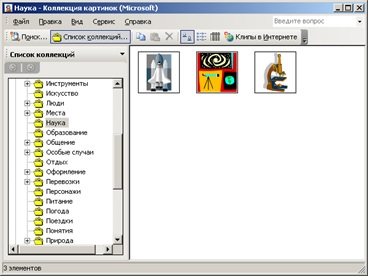 Наука - Коллекция картинок (Microsoft)
Файл Правка Вид Сервис Справка Введите вопрос
Поиск... Список коллекций... Клипы в Интернете
Список коллекций
Инструменты
Искусство
Люди
Места
Наука
Образование
Общение
Особые случаи
Отдых
Оформление
Перевозки
Персонажи
Питание
Погода
Поездки
Понятия
Природа
3 элементов